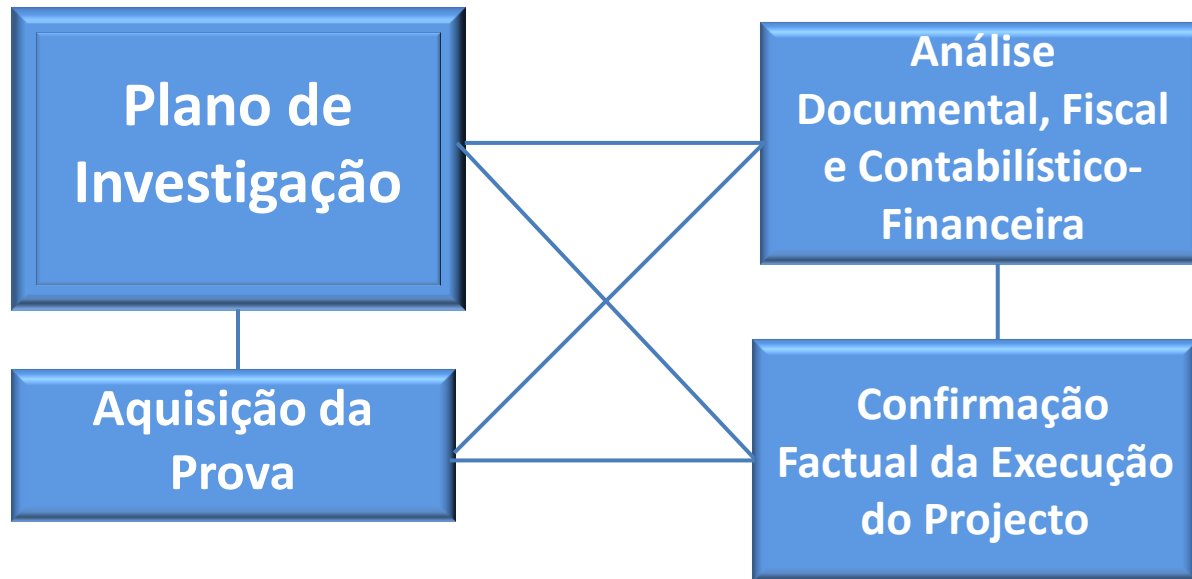 Plano de
Investigação
Análise
Documental, Fiscal
e Contabilístico-
Financeira
Aquisição da
Prova
Confirmação
Factual da Execução
do Projecto